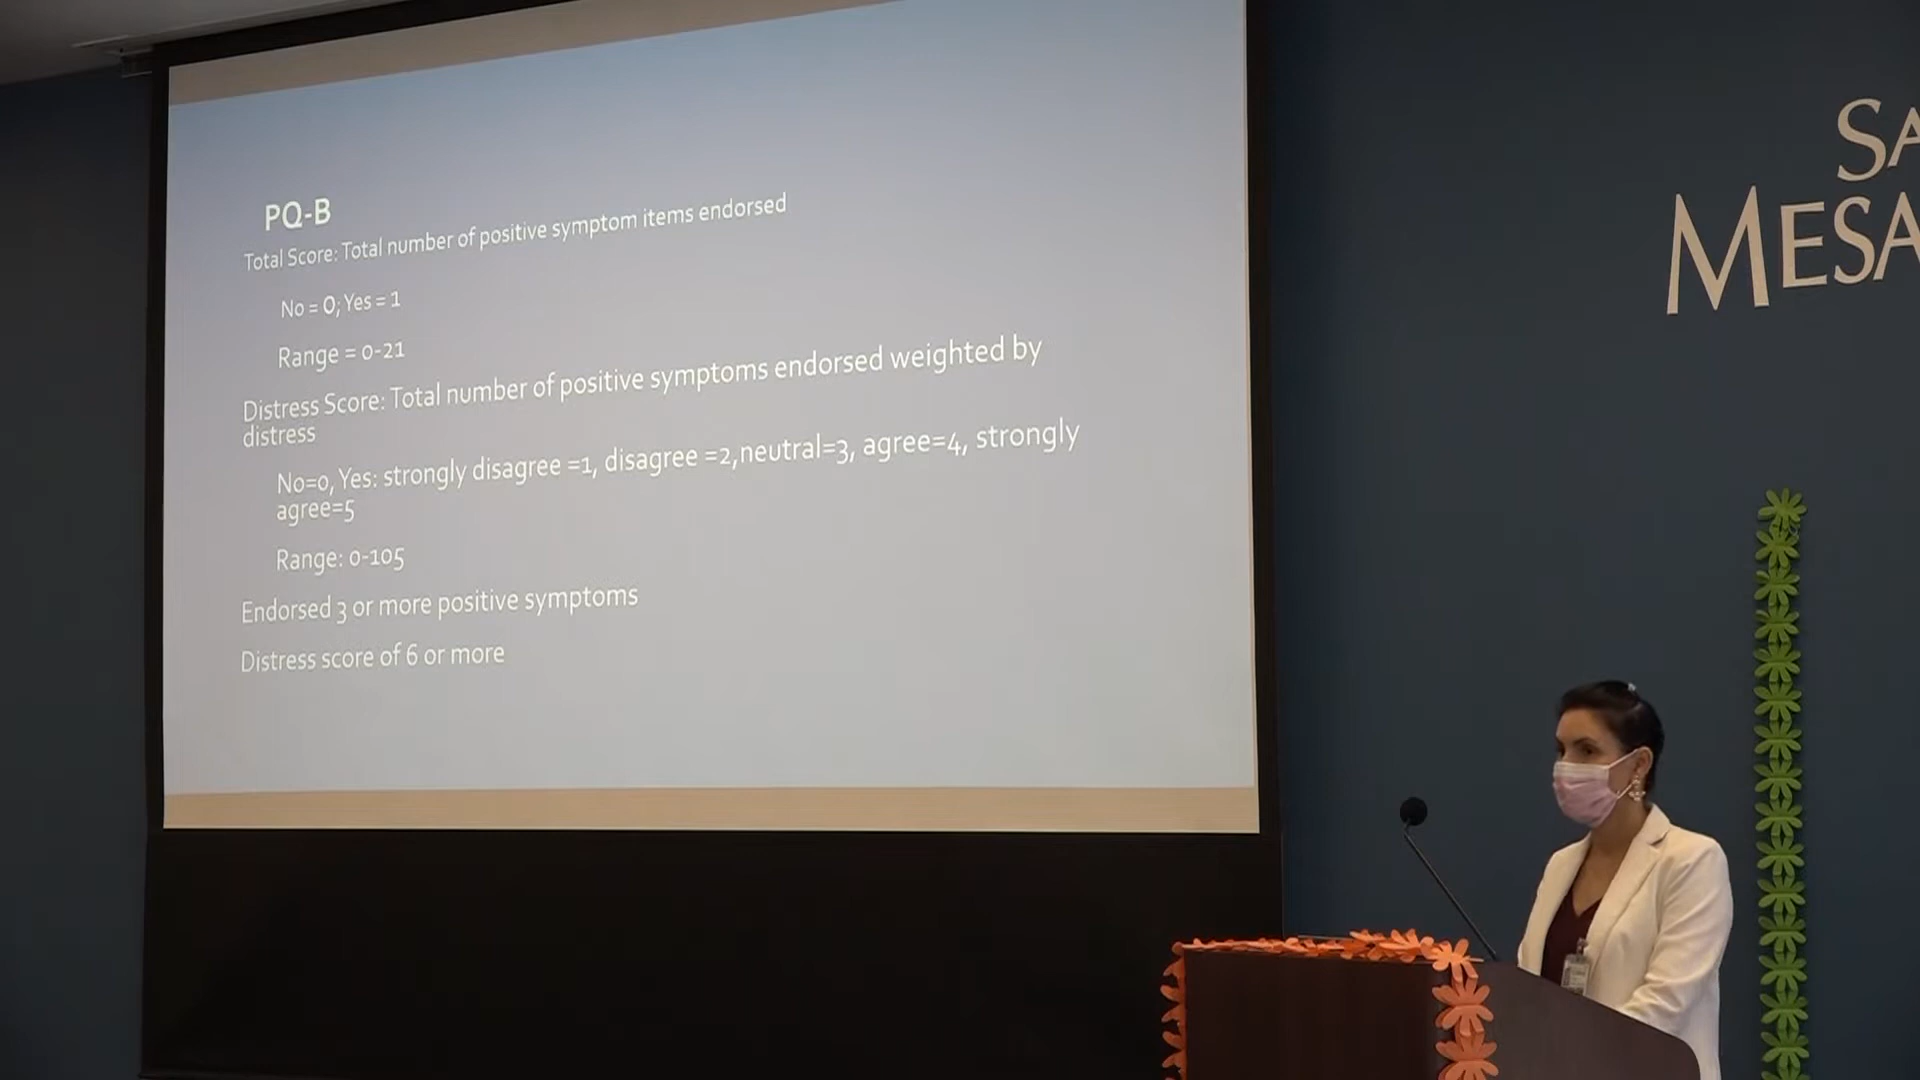 PQ-B
Total Score: Total number of positive symptom items endorsed
No = 0; Yes = 1
Range = 0-21
Distress Score: Total number of positive symptoms endorsed weighted by
distress
No=0, Yes: strongly disagree =1, disagree =2,neutral=3, agree=4, strongly
agree=5
Range: 0-105
Endorsed 3 or more positive symptoms
Distress score of 6 or more
SA
MESA